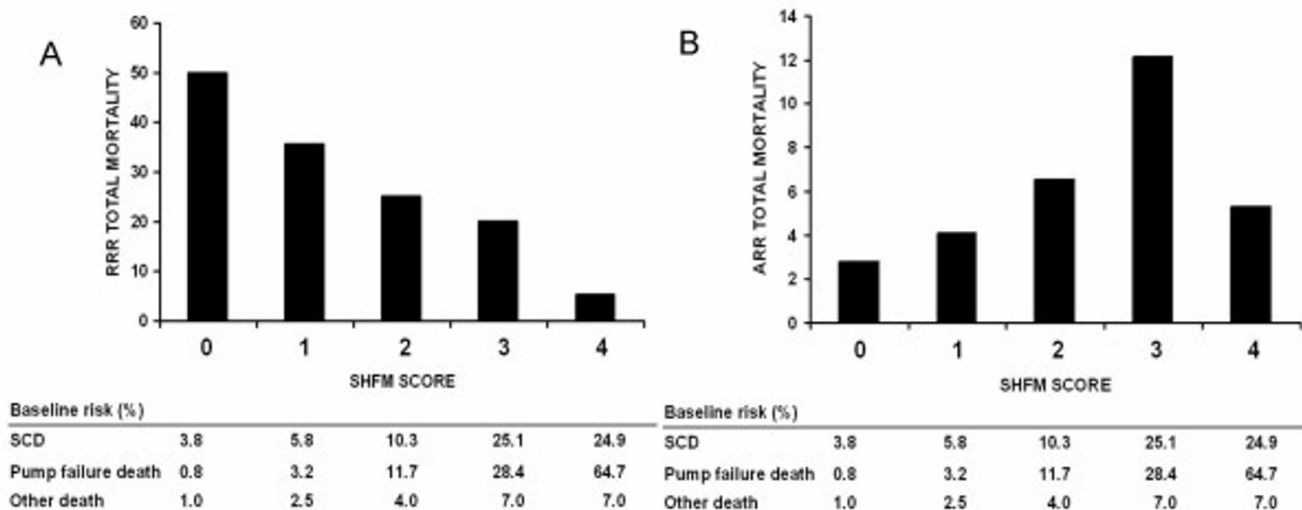 A
RRR TOTAL MORTALITY
60
50
40
30
20
10
0
0 1 2 3 4
SHFM SCORE
Baseline risk (%)
SCD 3.8 5.8 10.3 25.1 24.9
Pump failure death 0.8 3.2 11.7 28.4 64.7
Other death 1.0 2.5 4.0 7.0 7.0
B
ARR TOTAL MORTALITY
14
12
10
8
6
4
2
0
0 1 2 3 4
SHFM SCORE
Baseline risk (%)
SCD 3.8 5.8 10.3 25.1 24.9
Pump failure death 0.8 3.2 11.7 28.4 64.7
Other death 1.0 2.5 4.0 7.0 7.0